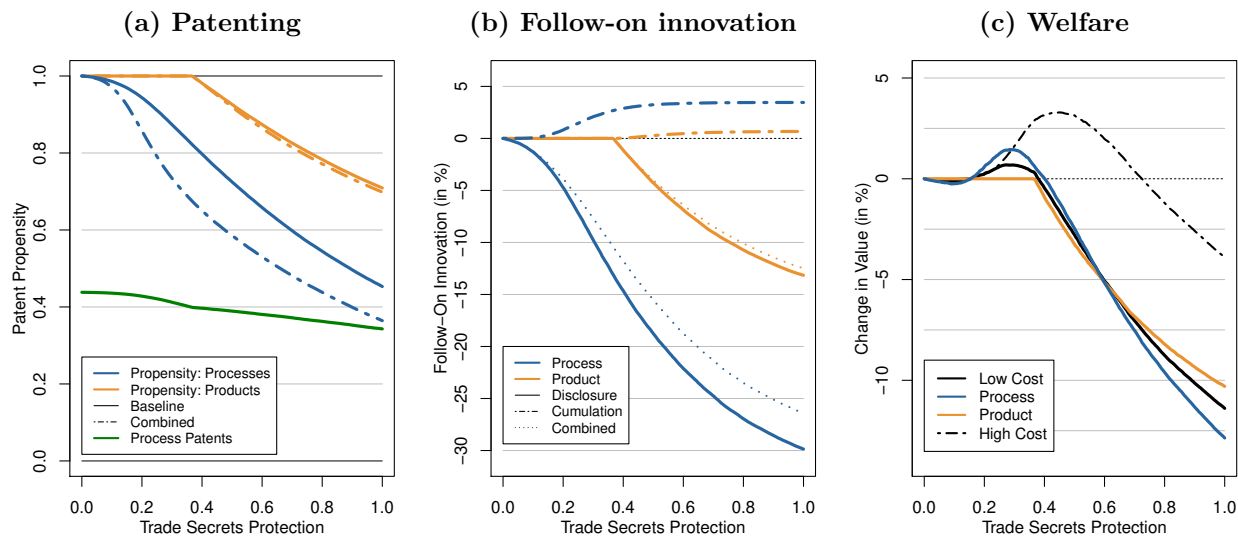 (a) Patenting
Patent Propensity
1.0
0.8
0.6
0.4
0.2
0.0
Propensity: Processes
Propensity: Products
Baseline
Combined
Process Patents
0.0 0.2 0.4 0.6 0.8 1.0
Trade Secrets Protection
(b) Follow-on innovation
Follow−On Innovation (in %)
5
0
−5
−10
−15
−20
−25
−30
Process
Product
Disclosure
Cumulation
Combined
0.0 0.2 0.4 0.6 0.8 1.0
Trade Secrets Protection
(c) Welfare
Change in Value (in %)
5
0
−5
−10
Low Cost
Process
Product
High Cost
0.0 0.2 0.4 0.6 0.8 1.0
Trade Secrets Protection